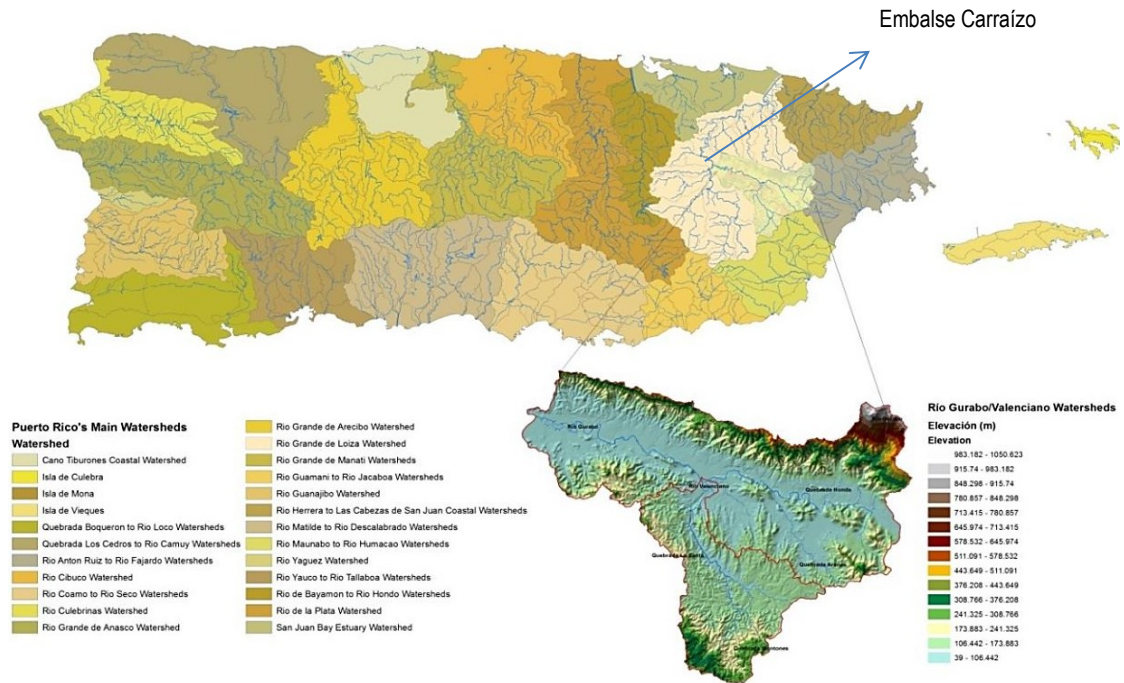 Embalse Carraízo
Puerto Rico's Main Watersheds
Watershed
Cano Tiburones Coastal Watershed
Isla de Culebra
Isla de Mona
Isla de Vieques
Quebrada Boqueron to Rio Loco Watersheds
Quebrada Los Cedros to Rio Camuy Watersheds
Rio Anton Ruiz to Rio Fajardo Watersheds
Rio Cibuco Watershed
Rio Coamo to Rio Seco Watersheds
Rio Culebrinas Watershed
Rio Grande de Anasco Watershed
Rio Grande de Arecibo Watershed
Rio Grande de Loiza Watershed
Rio Grande de Manati Watershed
Rio Guamani to Rio Jacaboa Watersheds
Rio Guanajibo Watershed
Rio Herrera to Las Cabezas de San Juan Coastal Watersheds
Rio Matilde to Rio Descalabrado Watersheds
Rio Maunabo to Rio Humacao Watersheds
Rio Yaguez Watershed
Rio Yauco to Rio Tallaboa Watersheds
Rio de Bayamon to Rio Hondo Watersheds
Rio de la Plata Watershed
San Juan Bay Estuary Watershed
Río Gurabo
Río Valenciano
Quebrada Honda
Quebrada Arenas
Río Gurabo/Valenciano Watersheds
Elevación (m)
Elevation
983.182 - 1050.623
915.74 - 983.182
848.298 - 915.74
780.857 - 848.298
713.415 - 780.857
645.974 - 713.415
578.532 - 645.974
511.091 - 578.532
443.649 - 511.091
376.208 - 443.649
308.766 - 376.208
241.325 - 308.766
173.883 - 241.325
106.442 - 173.883
39 - 106.442